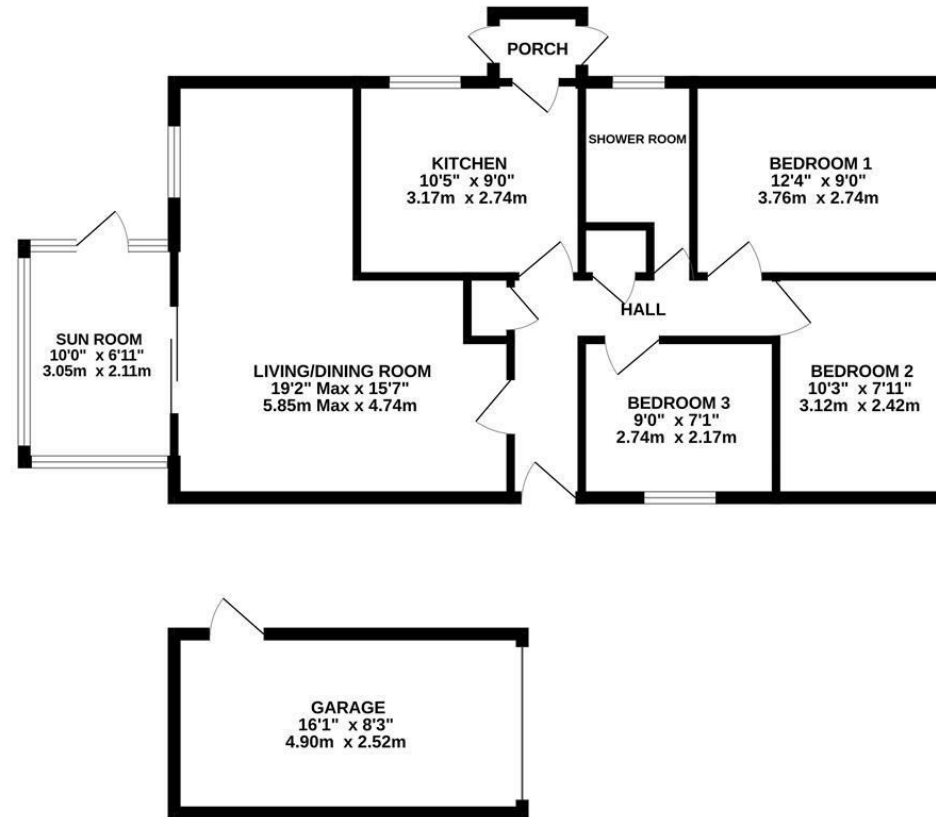 PORCH
KITCHEN
10'5" x 9'0"
3.17m x 2.74m
SHOWER ROOM
BEDROOM 1
12'4" x 9'0"
3.76m x 2.74m
SUN ROOM
10'0" x 6'11"
3.05m x 2.11m
LIVING/DINING ROOM
19'2" Max x 15'7"
5.85m Max x 4.74m
HALL
BEDROOM 3
9'0" x 7'1"
2.74m x 2.17m
BEDROOM 2
10'3" x 7'11"
3.12m x 2.42m
GARAGE
16'1" x 8'3"
4.90m x 2.52m